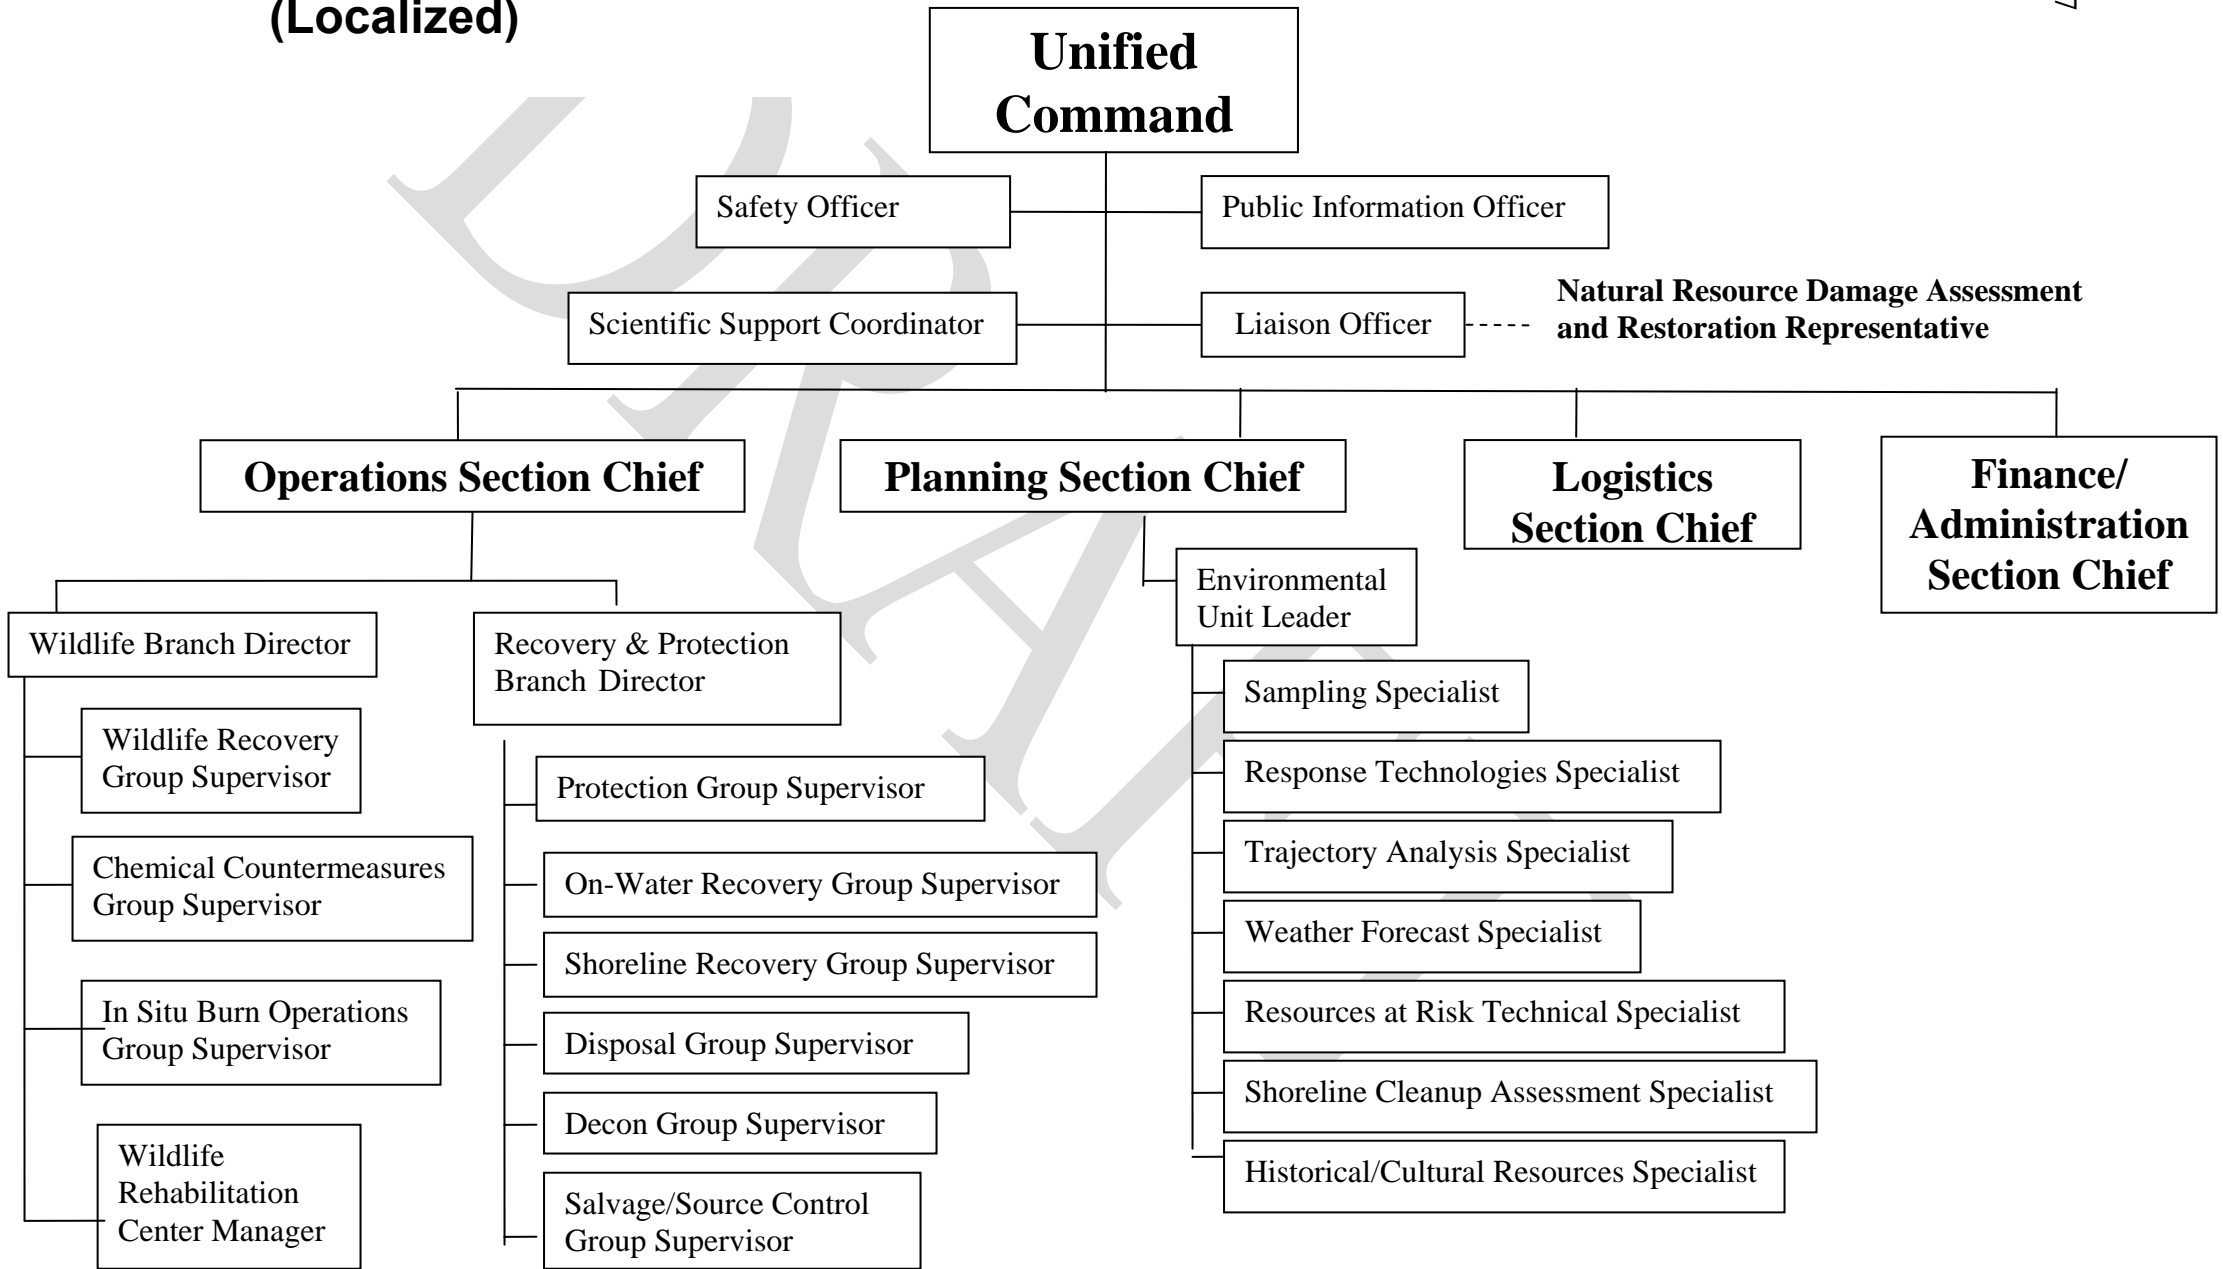 (Localized)
7
Unified
Command
Safety Officer
Public Information Officer
Scientific Support Coordinator
Liaison Officer
Natural Resource Damage Assessment
and Restoration Representative
Operations Section Chief
Planning Section Chief
Logistics
Section Chief
Finance/
Administration
Section Chief
Wildlife Branch Director
Wildlife Recovery
Group Supervisor
Chemical Countermeasures
Group Supervisor
In Situ Burn Operations
Group Supervisor
Wildlife
Rehabilitation
Center Manager
Recovery & Protection
Branch Director
Protection Group Supervisor
On-Water Recovery Group Supervisor
Shoreline Recovery Group Supervisor
Disposal Group Supervisor
Decon Group Supervisor
Salvage/Source Control
Group Supervisor
Environmental
Unit Leader
Sampling Specialist
Response Technologies Specialist
Trajectory Analysis Specialist
Weather Forecast Specialist
Resources at Risk Technical Specialist
Shoreline Cleanup Assessment Specialist
Historical/Cultural Resources Specialist
DRAFT